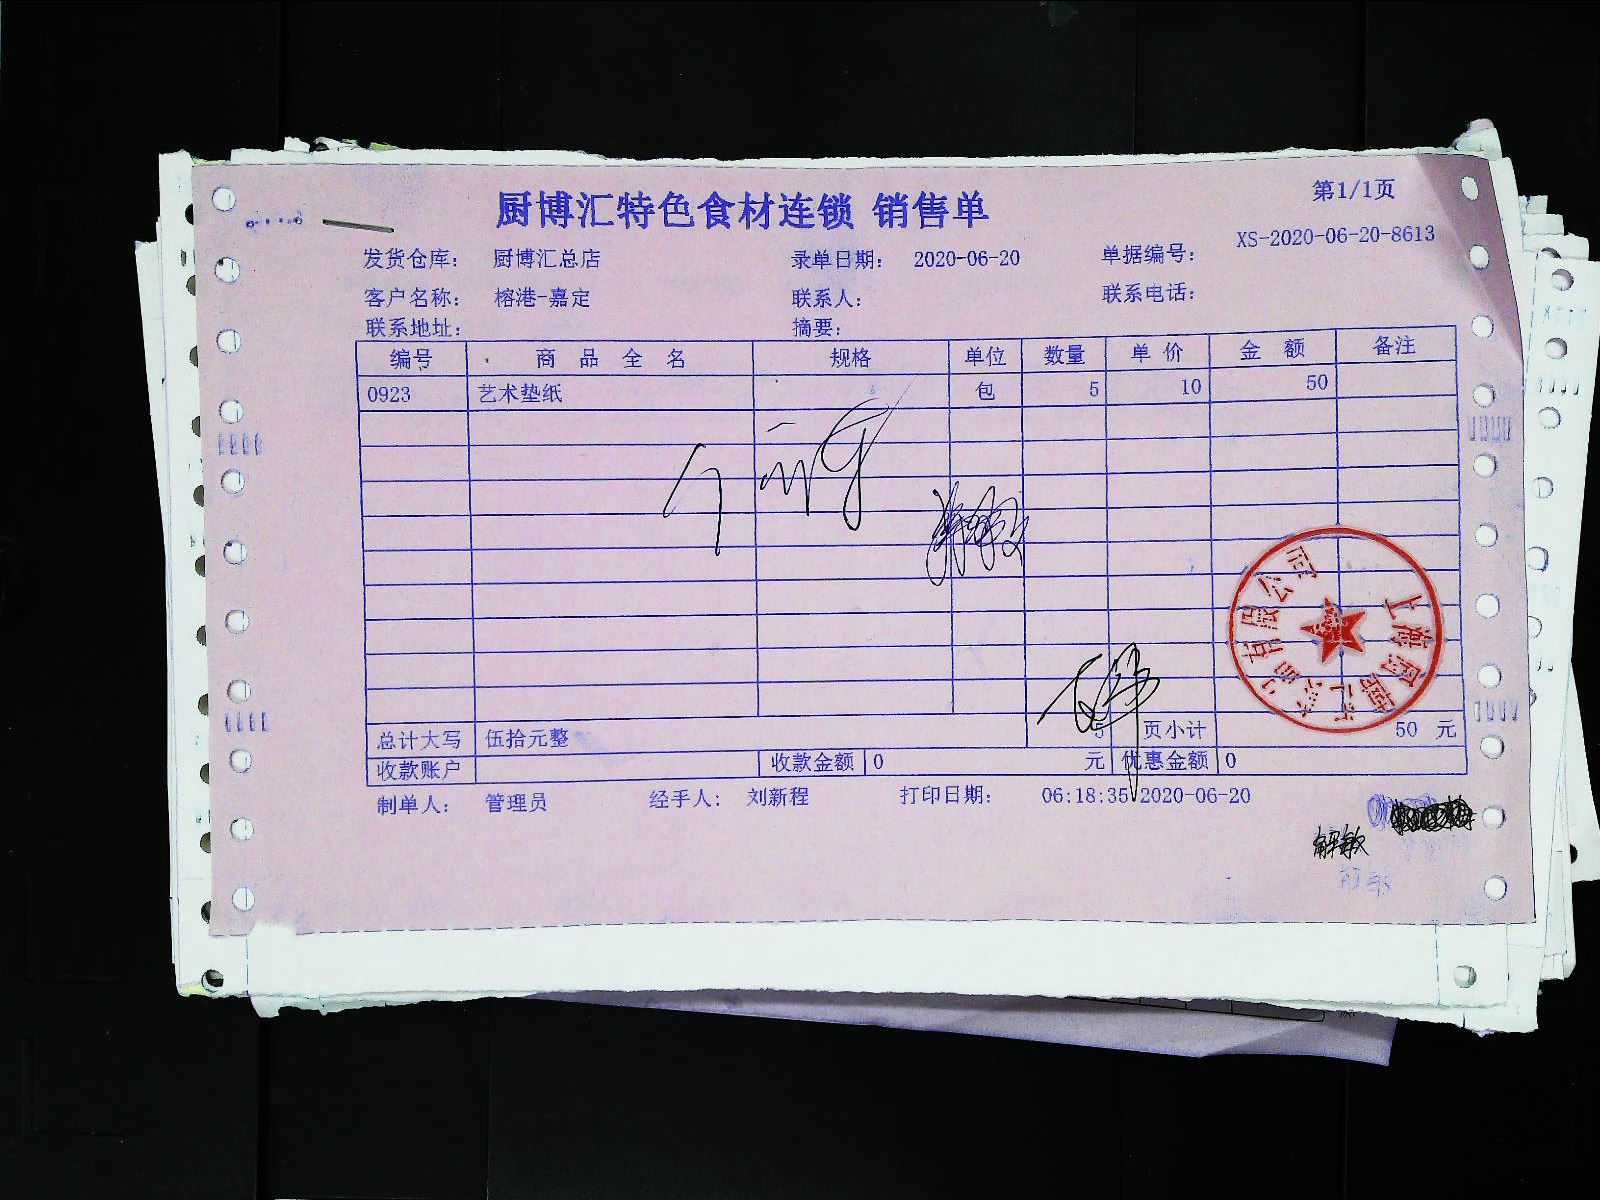 厨博汇特色食材连锁 销售单
第1/1页
发货仓库： 厨博汇总店 录单日期： 2020-06-20 单据编号： XS-2020-06-20-8613
客户名称： 榕港-嘉定 联系人： 联系电话：
联系地址： 摘要：
编号 商品全名 规格 单位 数量 单价 金额 备注
0923 艺术垫纸 包 5 10 50
总计大写 伍拾元整 5 页小计 50 元
收款账户 收款金额 0 元 优惠金额 0
制单人： 管理员 经手人： 刘新程 打印日期： 06:18:35 2020-06-20
解敏